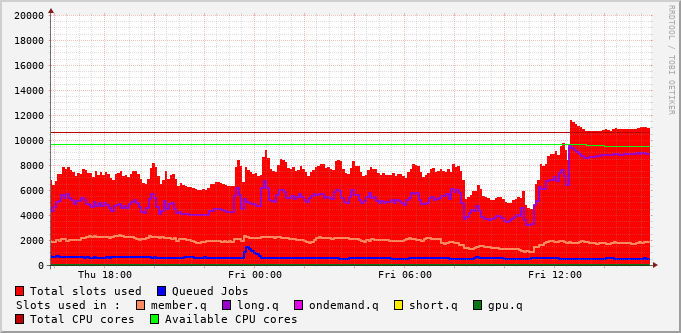 20000
18000
16000
14000
12000
10000
8000
6000
4000
2000
0
Thu 18:00 Fri 00:00 Fri 06:00 Fri 12:00
RRDTOOL / TOBI OETIKER
Total slots used Queued Jobs
Slots used in : member.q long.q ondemand.q short.q gpu.q
Total CPU cores Available CPU cores